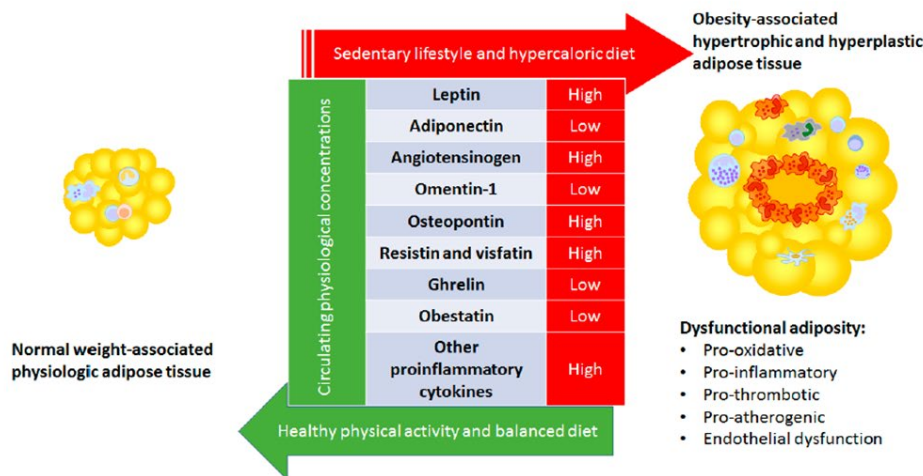 Sedentary lifestyle and hypercaloric diet
Obesity-associated
hypertrophic and hyperplastic
adipose tissue
Circulating physiological concentrations
Leptin High
Adiponectin Low
Angiotensinogen High
Omentin-1 Low
Osteopontin High
Resistin and visfatin High
Ghrelin Low
Obestatin Low
Other
proinflammatory High
cytokines
Normal weight-associated
physiologic adipose tissue
Dysfunctional adiposity:
• Pro-oxidative
• Pro-inflammatory
• Pro-thrombotic
• Pro-atherogenic
• Endothelial dysfunction
Healthy physical activity and balanced diet